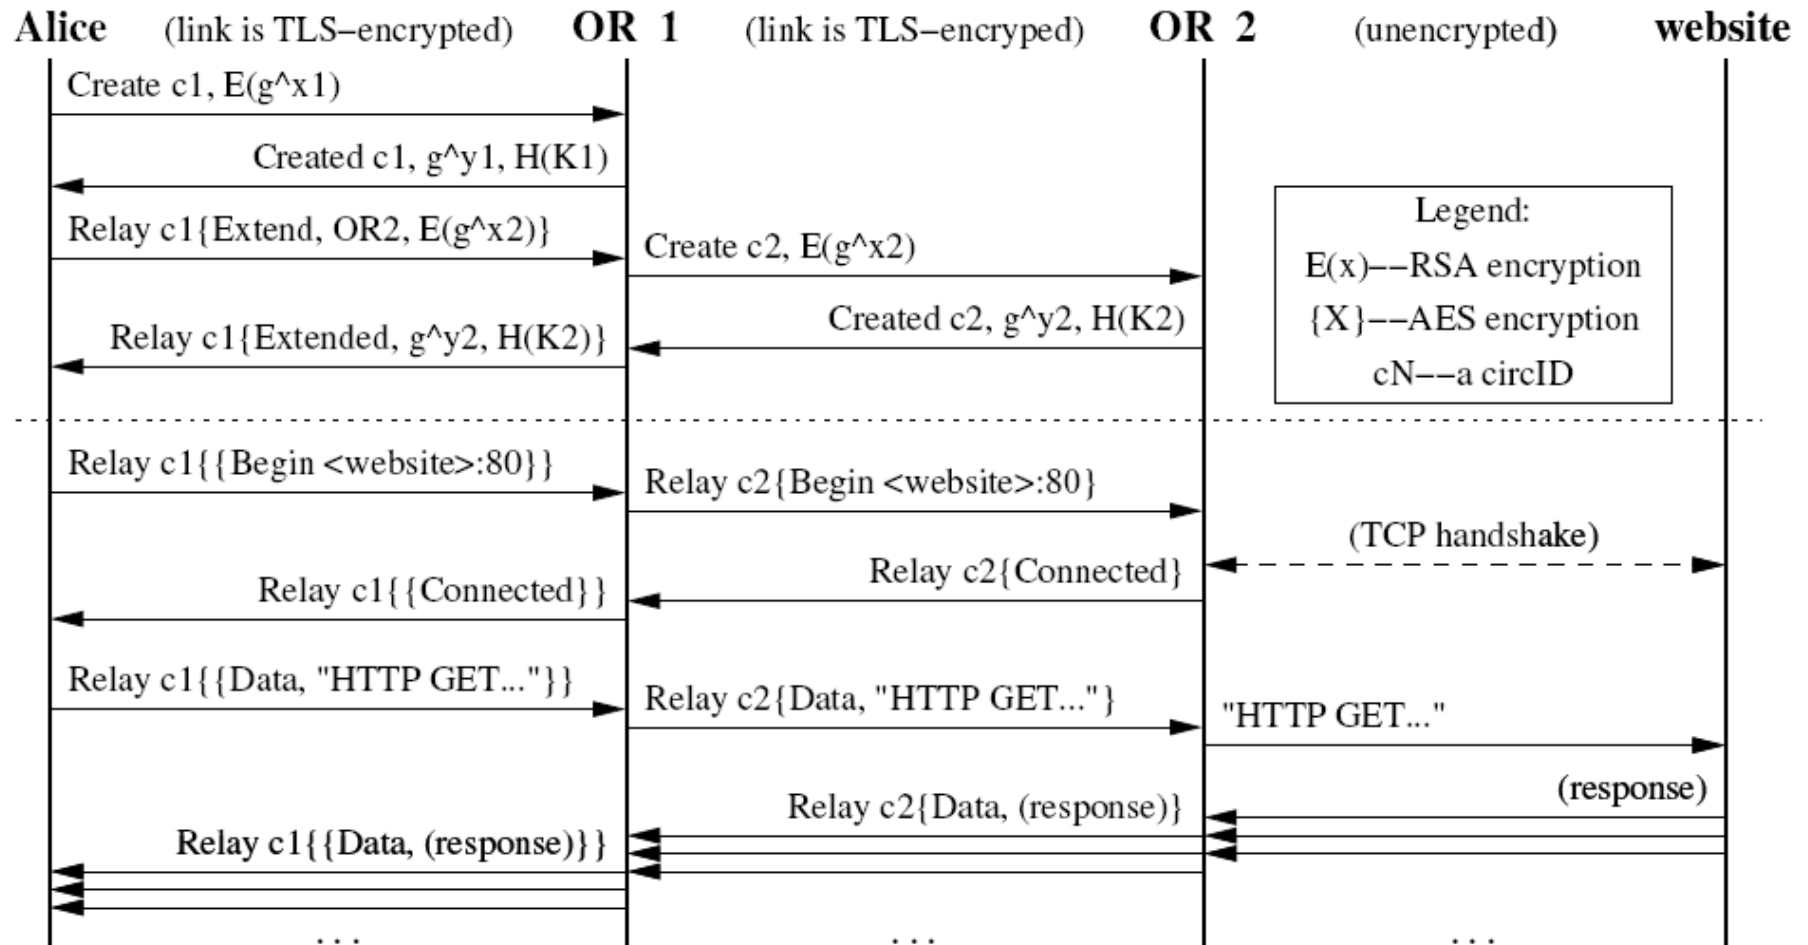 Alice (link is TLS−encrypted) OR 1 (link is TLS−encryped) OR 2 (unencrypted) website
Create c1, E(g^x1)
Created c1, g^y1, H(K1)
Relay c1{Extend, OR2, E(g^x2)}
Create c2, E(g^x2)
Created c2, g^y2, H(K2)
Relay c1{Extended, g^y2, H(K2)}
Legend:
E(x)−−RSA encryption
{X}−−AES encryption
cN−−a circID
Relay c1{{Begin <website>:80}}
Relay c2{Begin <website>:80}
(TCP handshake)
Relay c2{Connected}
Relay c1{{Connected}}
Relay c1{{Data, "HTTP GET..."}}
Relay c2{Data, "HTTP GET..."}
"HTTP GET..."
(response)
Relay c2{Data, (response)}
Relay c1{{Data, (response)}}
. . . . . . . . .